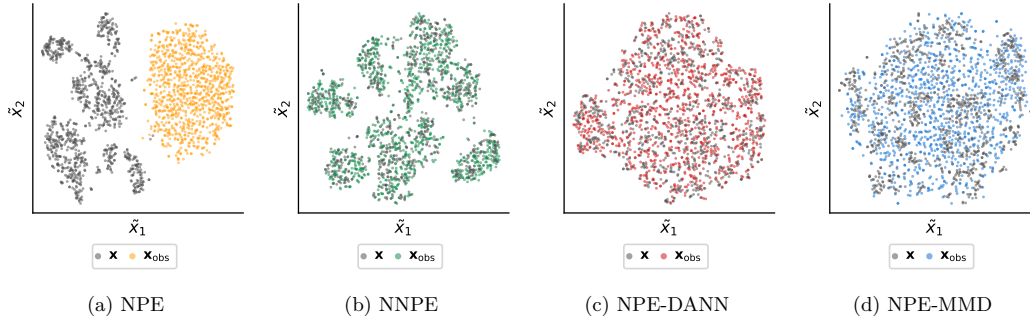 x̃₂
x̃₁
x x_obs
(a) NPE
x̃₂
x̃₁
x x_obs
(b) NNPE
x̃₂
x̃₁
x x_obs
(c) NPE-DANN
x̃₂
x̃₁
x x_obs
(d) NPE-MMD